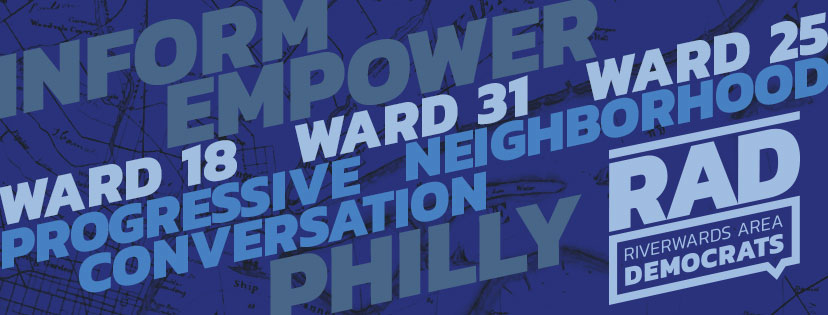 INFORM
EMPOWER
WARD 18
WARD 31
WARD 25
PROGRESSIVE
NEIGHBORHOOD
CONVERSATION
PHILLY
RAD
RIVERWARDS AREA
DEMOCRATS